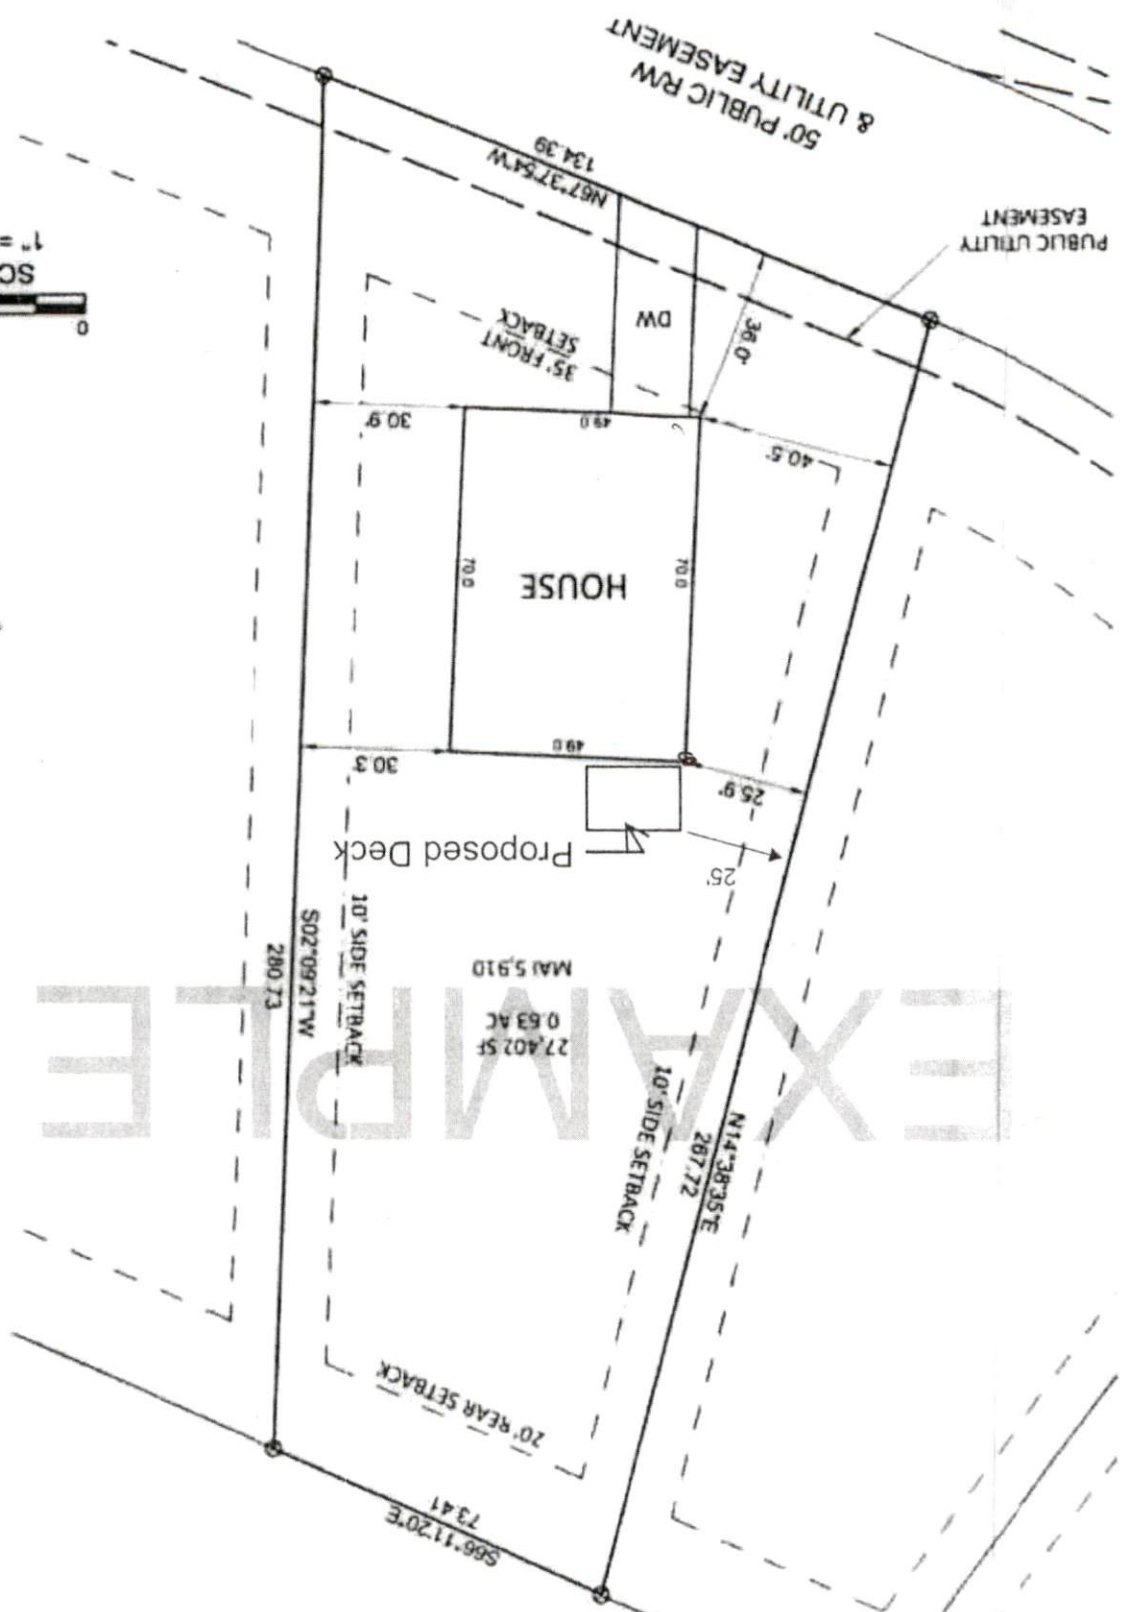 S66°11'20"E
73.41
20' REAR SETBACK
N14°38'35"E
267.72
10' SIDE SETBACK
EXAMPLE
27,402 SF
0.63 AC
MAI 5,910
S02°09'21"W
280.73
10' SIDE SETBACK
25'
Proposed Deck
25.9'
49.0
30.3'
HOUSE
70.0
70.0
40.5'
49.0
30.9'
36.0'
DW
35' FRONT
SETBACK
0
1" =
PUBLIC UTILITY
EASEMENT
N67°37'54"W
134.39
50' PUBLIC R/W
& UTILITY EASEMENT